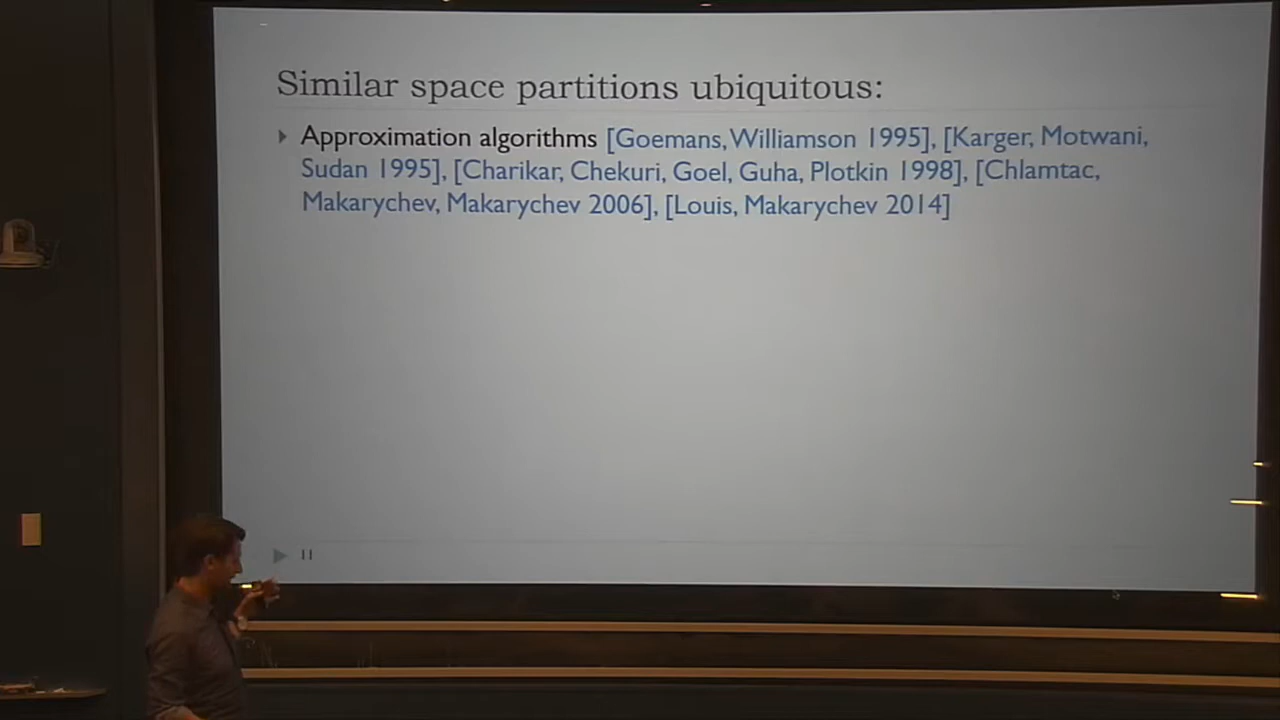 Similar space partitions ubiquitous:
Approximation algorithms [Goemans, Williamson 1995], [Karger, Motwani,
Sudan 1995], [Charikar, Chekuri, Goel, Guha, Plotkin 1998], [Chlamtac,
Makarychev, Makarychev 2006], [Louis, Makarychev 2014]
11